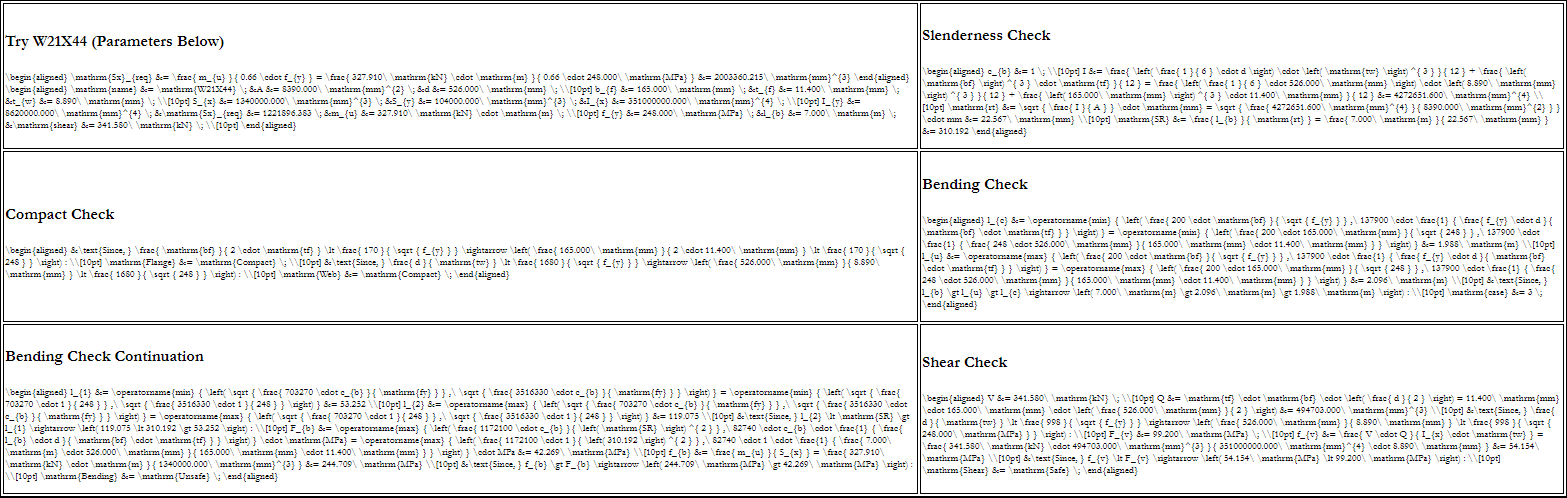 Try W21X44 (Parameters Below)
\begin{aligned} \mathrm{Sx}_{req} &= \frac{ m_{u} }{ 0.66 \cdot f_{y} } = \frac{ 327.910\ \mathrm{kN} \cdot \mathrm{m} }{ 0.66 \cdot 248.000\ \mathrm{MPa} } &= 2003360.215\ \mathrm{mm}^{3} \end{aligned}
\begin{aligned} \mathrm{name} &= \mathrm{W21X44} \; &A &= 8390.000\ \mathrm{mm}^{2} \; &d &= 526.000\ \mathrm{mm} \; \\[10pt] b_{f} &= 165.000\ \mathrm{mm} \; &t_{f} &= 11.400\ \mathrm{mm} \;
&t_{w} &= 8.890\ \mathrm{mm} \; \\[10pt] S_{x} &= 1340000.000\ \mathrm{mm}^{3} \; &S_{y} &= 104000.000\ \mathrm{mm}^{3} \; &I_{x} &= 351000000.000\ \mathrm{mm}^{4} \; \\[10pt] I_{y} &=
8620000.000\ \mathrm{mm}^{4} \; &\mathrm{Sx}_{req} &= 1221896.383 \; &m_{u} &= 327.910\ \mathrm{kN} \cdot \mathrm{m} \; \\[10pt] f_{y} &= 248.000\ \mathrm{MPa} \; &l_{b} &= 7.000\ \mathrm{m} \;
&\mathrm{shear} &= 341.580\ \mathrm{kN} \; \\[10pt] \end{aligned}
Slenderness Check
\begin{aligned} c_{b} &= 1 \; \\[10pt] I &= \frac{ \left( \frac{ 1 }{ 6 } \cdot d \right) \cdot \left( \mathrm{tw} \right) ^{ 3 } }{ 12 } + \frac{ \left(
\mathrm{bf} \right) ^{ 3 } \cdot \mathrm{tf} }{ 12 } = \frac{ \left( \frac{ 1 }{ 6 } \cdot 526.000\ \mathrm{mm} \right) \cdot \left( 8.890\ \mathrm{mm}
\right) ^{ 3 } }{ 12 } + \frac{ \left( 165.000\ \mathrm{mm} \right) ^{ 3 } \cdot 11.400\ \mathrm{mm} }{ 12 } &= 4272651.600\ \mathrm{mm}^{4} \\
[10pt] \mathrm{rt} &= \sqrt { \frac{ I }{ A } } \cdot \mathrm{mm} = \sqrt { \frac{ 4272651.600\ \mathrm{mm}^{4} }{ 8390.000\ \mathrm{mm}^{2} } }
\cdot mm &= 22.567\ \mathrm{mm} \\[10pt] \mathrm{SR} &= \frac{ l_{b} }{ \mathrm{rt} } = \frac{ 7.000\ \mathrm{m} }{ 22.567\ \mathrm{mm} }
&= 310.192 \end{aligned}
Compact Check
\begin{aligned} &\text{Since, } \frac{ \mathrm{bf} }{ 2 \cdot \mathrm{tf} } \lt \frac{ 170 }{ \sqrt { f_{y} } } \rightarrow \left( \frac{ 165.000\ \mathrm{mm} }{ 2 \cdot 11.400\ \mathrm{mm} } \lt \frac{ 170 }{ \sqrt {
248 } } \right) : \\[10pt] \mathrm{Flange} &= \mathrm{Compact} \; \\[10pt] &\text{Since, } \frac{ d }{ \mathrm{tw} } \lt \frac{ 1680 }{ \sqrt { f_{y} } } \rightarrow \left( \frac{ 526.000\ \mathrm{mm} }{ 8.890\
\mathrm{mm} } \lt \frac{ 1680 }{ \sqrt { 248 } } \right) : \\[10pt] \mathrm{Web} &= \mathrm{Compact} \; \end{aligned}
Bending Check
\begin{aligned} l_{c} &= \operatorname{min} { \left( \frac{ 200 \cdot \mathrm{bf} }{ \sqrt { f_{y} } } ,\ 137900 \cdot \frac{1} { \frac{ f_{y} \cdot d }{
\mathrm{bf} \cdot \mathrm{tf} } } \right) } = \operatorname{min} { \left( \frac{ 200 \cdot 165.000\ \mathrm{mm} }{ \sqrt { 248 } } ,\ 137900
\cdot \frac{1} { \frac{ 248 \cdot 526.000\ \mathrm{mm} }{ 165.000\ \mathrm{mm} \cdot 11.400\ \mathrm{mm} } } \right) } &= 1.988\ \mathrm{m} \\[10pt]
l_{u} &= \operatorname{max} { \left( \frac{ 200 \cdot \mathrm{bf} }{ \sqrt { f_{y} } } ,\ 137900 \cdot \frac{1} { \frac{ f_{y} \cdot d }{ \mathrm{bf}
\cdot \mathrm{tf} } } \right) } = \operatorname{max} { \left( \frac{ 200 \cdot 165.000\ \mathrm{mm} }{ \sqrt { 248 } } ,\ 137900 \cdot \frac{1} { \frac{
248 \cdot 526.000\ \mathrm{mm} }{ 165.000\ \mathrm{mm} \cdot 11.400\ \mathrm{mm} } } \right) } &= 2.096\ \mathrm{m} \\[10pt] &\text{Since, }
l_{b} \gt l_{u} \gt l_{c} \rightarrow \left( 7.000\ \mathrm{m} \gt 2.096\ \mathrm{m} \gt 1.988\ \mathrm{m} \right) : \\[10pt] \mathrm{case} &= 3 \;
\end{aligned}
Bending Check Continuation
\begin{aligned} l_{1} &= \operatorname{min} { \left( \sqrt { \frac{ 703270 \cdot c_{b} }{ \mathrm{fy} } } ,\ \sqrt { \frac{ 3516330 \cdot c_{b} }{ \mathrm{fy} } } \right) } = \operatorname{min} { \left( \sqrt { \frac{
703270 \cdot 1 }{ 248 } } ,\ \sqrt { \frac{ 3516330 \cdot 1 }{ 248 } } \right) } &= 53.252 \\[10pt] l_{2} &= \operatorname{max} { \left( \sqrt { \frac{ 703270 \cdot c_{b} }{ \mathrm{fy} } } ,\ \sqrt { \frac{ 3516330 \cdot
c_{b} }{ \mathrm{fy} } } \right) } = \operatorname{max} { \left( \sqrt { \frac{ 703270 \cdot 1 }{ 248 } } ,\ \sqrt { \frac{ 3516330 \cdot 1 }{ 248 } } \right) } &= 119.075 \\[10pt] &\text{Since, } l_{2} \lt \mathrm{SR} \gt
l_{1} \rightarrow \left( 119.075 \lt 310.192 \gt 53.252 \right) : \\[10pt] F_{b} &= \operatorname{max} { \left( \frac{ 1172100 \cdot c_{b} }{ \left( \mathrm{SR} \right) ^{ 2 } } ,\ 82740 \cdot c_{b} \cdot \frac{1} { \frac{
l_{b} \cdot d }{ \mathrm{bf} \cdot \mathrm{tf} } } \right) } \cdot \mathrm{MPa} = \operatorname{max} { \left( \frac{ 1172100 \cdot 1 }{ \left( 310.192 \right) ^{ 2 } } ,\ 82740 \cdot 1 \cdot \frac{1} { \frac{ 7.000\
\mathrm{m} \cdot 526.000\ \mathrm{mm} }{ 165.000\ \mathrm{mm} \cdot 11.400\ \mathrm{mm} } } \right) } \cdot MPa &= 42.269\ \mathrm{MPa} \\[10pt] f_{b} &= \frac{ m_{u} }{ S_{x} } = \frac{ 327.910\
\mathrm{kN} \cdot \mathrm{m} }{ 1340000.000\ \mathrm{mm}^{3} } &= 244.709\ \mathrm{MPa} \\[10pt] &\text{Since, } f_{b} \gt F_{b} \rightarrow \left( 244.709\ \mathrm{MPa} \gt 42.269\ \mathrm{MPa} \right) :
\\[10pt] \mathrm{Bending} &= \mathrm{Unsafe} \; \end{aligned}
Shear Check
\begin{aligned} V &= 341.580\ \mathrm{kN} \; \\[10pt] Q &= \mathrm{tf} \cdot \mathrm{bf} \cdot \left( \frac{ d }{ 2 } \right) = 11.400\ \mathrm{mm}
\cdot 165.000\ \mathrm{mm} \cdot \left( \frac{ 526.000\ \mathrm{mm} }{ 2 } \right) &= 494703.000\ \mathrm{mm}^{3} \\[10pt] &\text{Since, } \frac{
d }{ \mathrm{tw} } \lt \frac{ 998 }{ \sqrt { f_{y} } } \rightarrow \left( \frac{ 526.000\ \mathrm{mm} }{ 8.890\ \mathrm{mm} } \lt \frac{ 998 }{ \sqrt {
248.000\ \mathrm{MPa} } } \right) : \\[10pt] F_{v} &= 99.200\ \mathrm{MPa} \; \\[10pt] f_{v} &= \frac{ V \cdot Q }{ I_{x} \cdot \mathrm{tw} } =
\frac{ 341.580\ \mathrm{kN} \cdot 494703.000\ \mathrm{mm}^{3} }{ 351000000.000\ \mathrm{mm}^{4} \cdot 8.890\ \mathrm{mm} } &= 54.154\
\mathrm{MPa} \\[10pt] &\text{Since, } f_{v} \lt F_{v} \rightarrow \left( 54.154\ \mathrm{MPa} \lt 99.200\ \mathrm{MPa} \right) : \\[10pt]
\mathrm{Shear} &= \mathrm{Safe} \; \end{aligned}